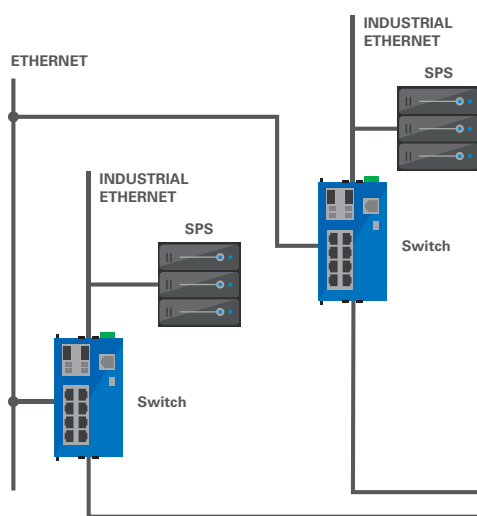 INDUSTRIAL
ETHERNET
ETHERNET
SPS
INDUSTRIAL
ETHERNET
SPS
Switch
Switch